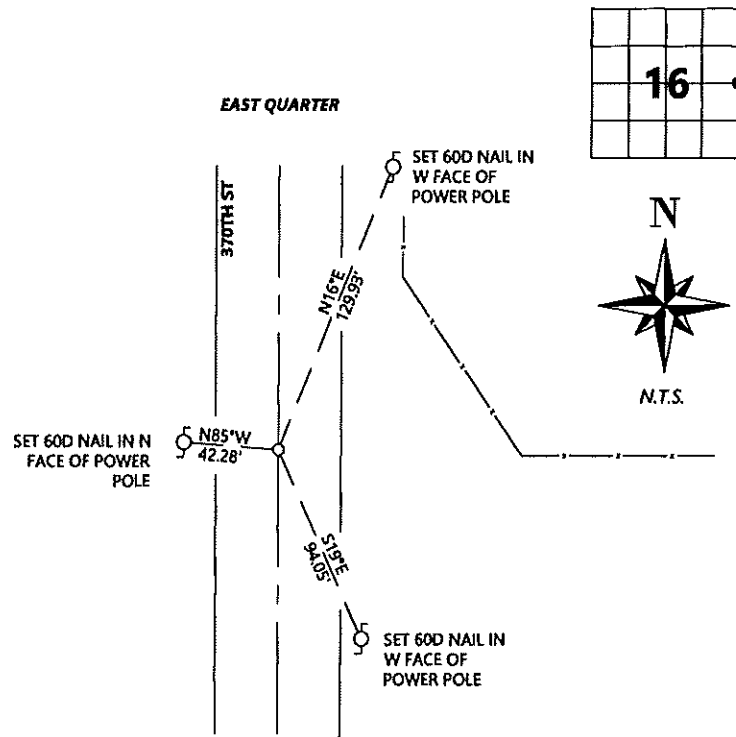 16
EAST QUARTER
SET 60D NAIL IN
W FACE OF
POWER POLE
370TH ST
N
N16°E
129.93'
N.T.S.
SET 60D NAIL IN N
FACE OF POWER
POLE
N85°W
42.28'
S19°E
94.05'
SET 60D NAIL IN
W FACE OF
POWER POLE